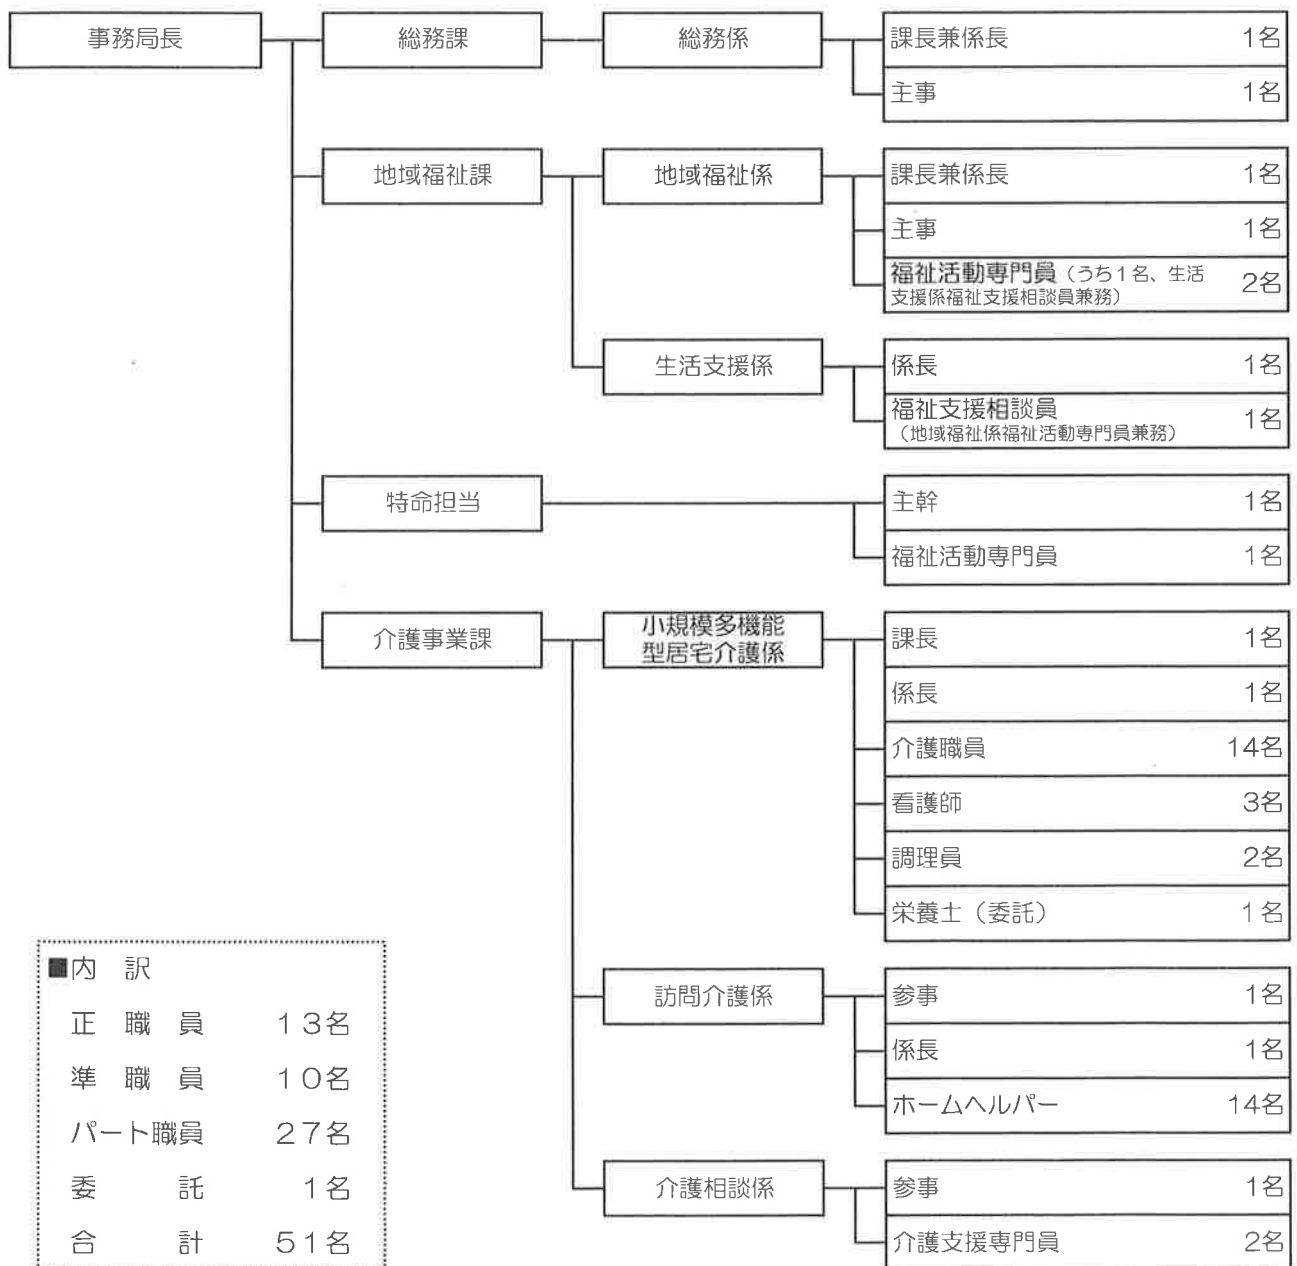 事務局長
総務課
総務係
課長兼係長 1名
主事 1名
地域福祉課
地域福祉係
課長兼係長 1名
主事 1名
福祉活動専門員(うち1名、生活
支援係福祉支援相談員兼務) 2名
生活支援係
係長 1名
福祉支援相談員
(地域福祉係福祉活動専門員兼務) 1名
特命担当
主幹 1名
福祉活動専門員 1名
介護事業課
小規模多機能
型居宅介護係
課長 1名
係長 1名
介護職員 14名
看護師 3名
調理員 2名
栄養士(委託) 1名
訪問介護係
参事 1名
係長 1名
ホームヘルパー 14名
介護相談係
参事 1名
介護支援専門員 2名
■内 訳
正 職 員 13名
準 職 員 10名
パート職員 27名
委 託 1名
合 計 51名